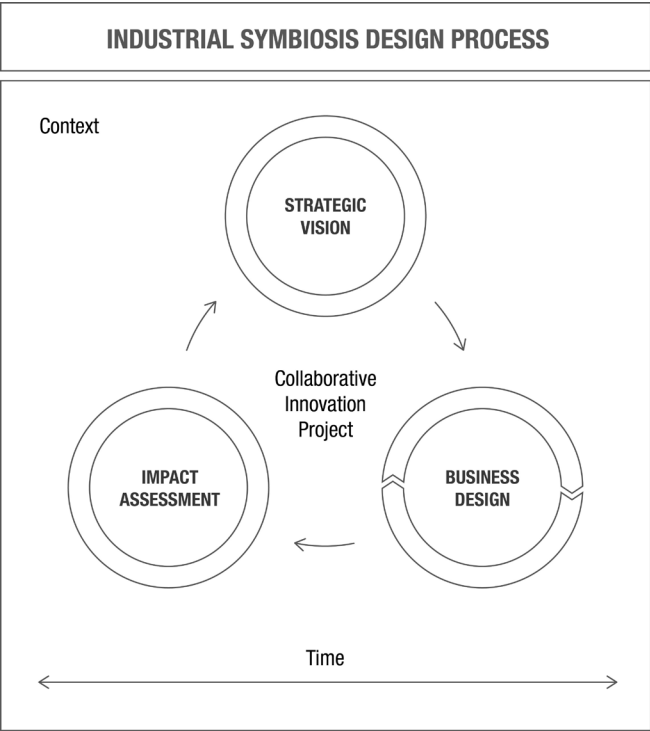 INDUSTRIAL SYMBIOSIS DESIGN PROCESS
Context
STRATEGIC
VISION
Collaborative
Innovation
Project
IMPACT
ASSESSMENT
BUSINESS
DESIGN
Time